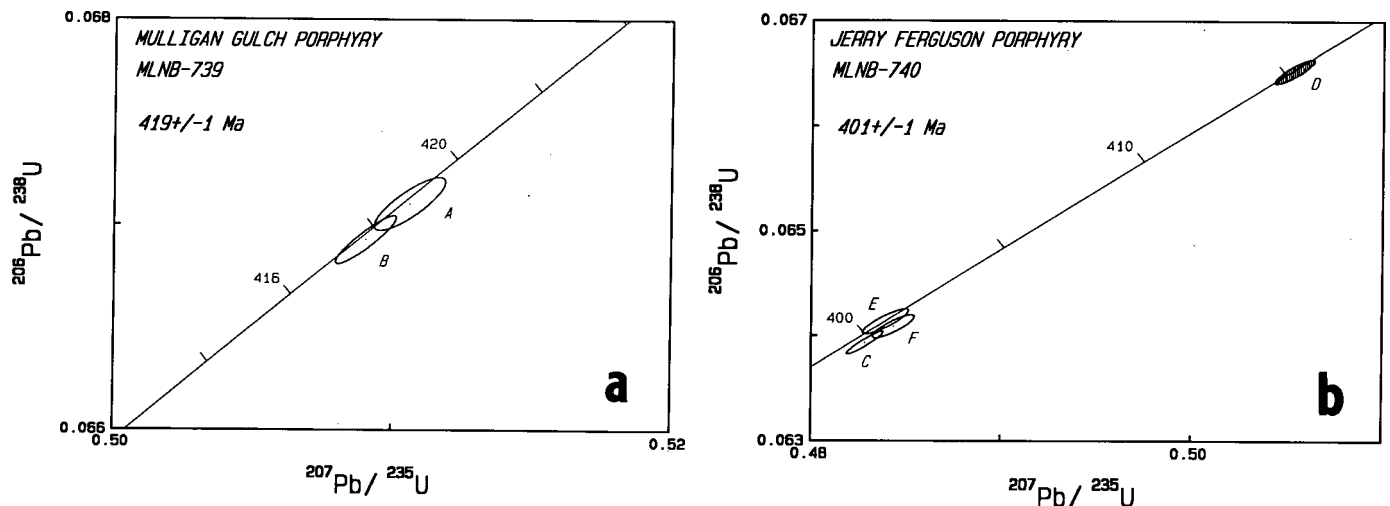 0.068
MULLIGAN GULCH PORPHYRY
MLNB-739
419+/-1 Ma
420
A
B
416
206Pb/ 238U
0.066
0.50
0.52
207Pb/ 235U
a
0.067
JERRY FERGUSON PORPHYRY
MLNB-740
401+/-1 Ma
D
410
206Pb/ 238U
0.065
E
400
F
C
0.063
0.48
0.50
207Pb/ 235U
b